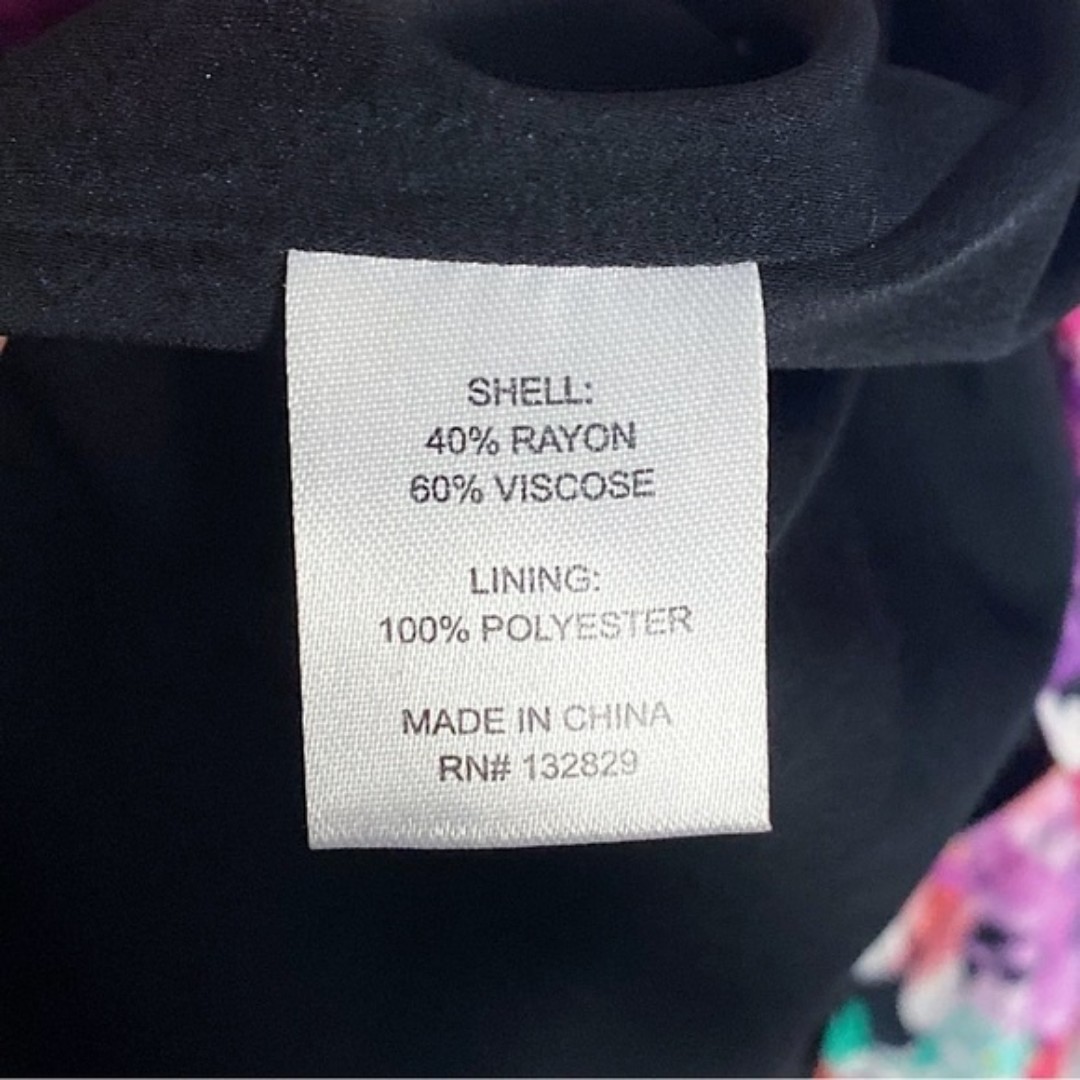 SHELL:
40% RAYON
60% VISCOSE
LINING:
100% POLYESTER
MADE IN CHINA
RN# 132829